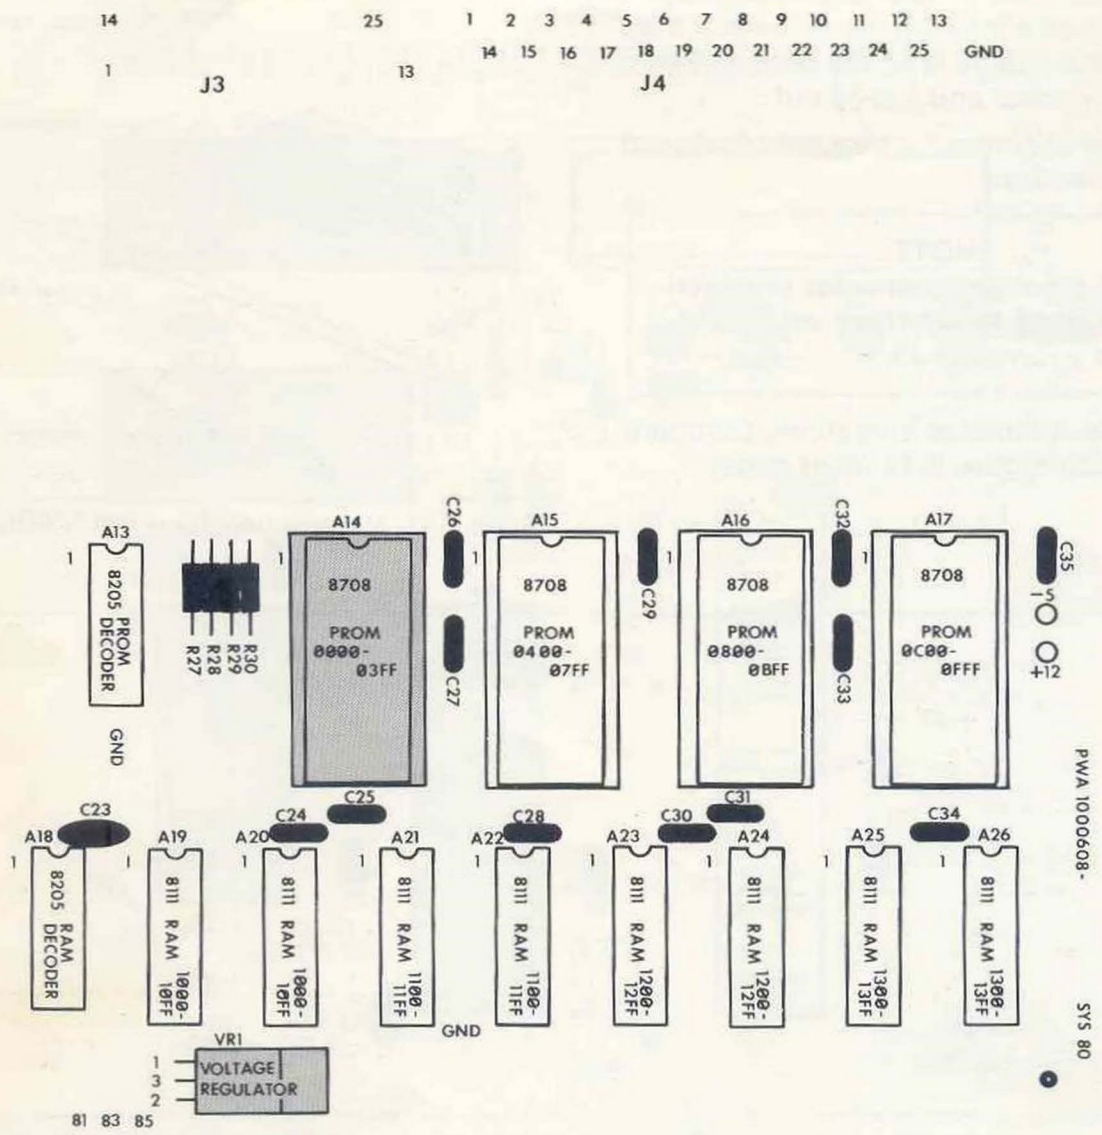 14 25 1 2 3 4 5 6 7 8 9 10 11 12 13
14 15 16 17 18 19 20 21 22 23 24 25 GND
1 13
J3 J4
C26 C32
A13 A14 A15 A16 A17
1 1 1 1 1
C35
8205 PROM
DECODER
R27
R28
R29
R30
8708
PROM
0000-
03FF
C27
8708
PROM
0400-
07FF
C29
8708
PROM
0800-
0BFF
C33
8708
PROM
0C00-
0FFF
-5
+12
GND
PWA 1000608-
C23 C24 C25 C28 C30 C31 C34
A18 A19 A20 A21 A22 A23 A24 A25 A26
1 1 1 1 1 1 1 1 1
8205 RAM
DECODER
8111 RAM 1000-
10FF
8111 RAM 1000-
10FF
8111 RAM 1100-
11FF
8111 RAM 1100-
11FF
8111 RAM 1200-
12FF
8111 RAM 1200-
12FF
8111 RAM 1300-
13FF
8111 RAM 1300-
13FF
SYS 80
GND
VR1
1
3
2
VOLTAGE
REGULATOR
81 83 85